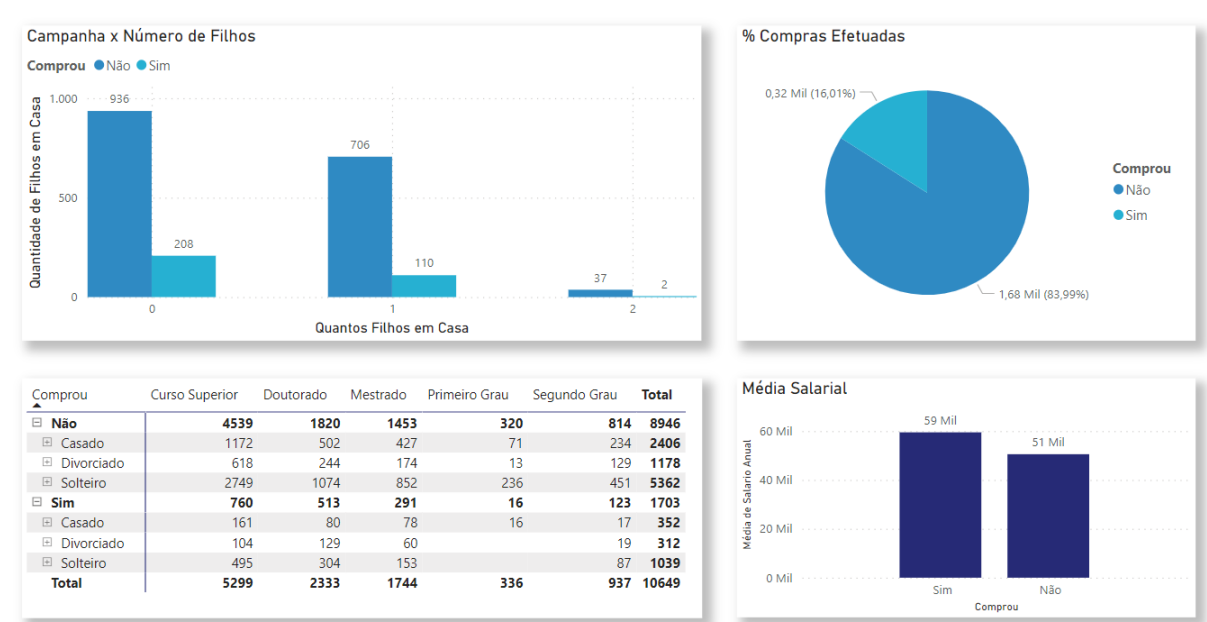 Campanha x Número de Filhos
Comprou Não Sim
Quantidade de Filhos em Casa
1.000
500
0
936
208
706
110
37
2
0 1 2
Quantos Filhos em Casa
% Compras Efetuadas
0,32 Mil (16,01%)
1,68 Mil (83,99%)
Comprou
Não
Sim
Comprou Curso Superior Doutorado Mestrado Primeiro Grau Segundo Grau Total
Não 4539 1820 1453 320 814 8946
Casado 1172 502 427 71 234 2406
Divorciado 618 244 174 13 129 1178
Solteiro 2749 1074 852 236 451 5362
Sim 760 513 291 16 123 1703
Casado 161 80 78 16 17 352
Divorciado 104 129 60 19 312
Solteiro 495 304 153 87 1039
Total 5299 2333 1744 336 937 10649
Média Salarial
Média de Salario Anual
60 Mil
40 Mil
20 Mil
0 Mil
59 Mil
51 Mil
Sim Não
Comprou